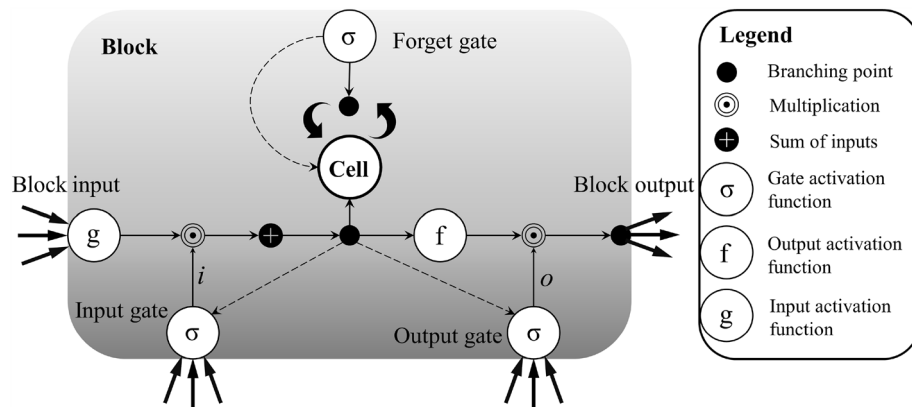 Block
σ
Forget gate
Cell
Block input
Block output
g
f
i
o
Input gate
σ
Output gate
σ
Legend
Branching point
Multiplication
Sum of inputs
σ
Gate activation
function
f
Output activation
function
g
Input activation
function